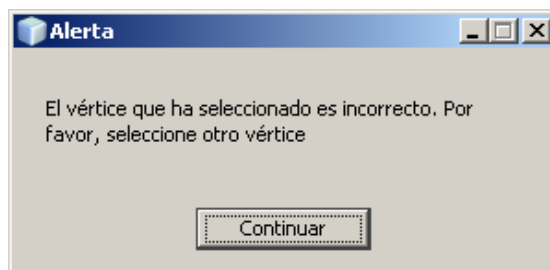 Alerta
El vértice que ha seleccionado es incorrecto. Por
favor, seleccione otro vértice
Continuar